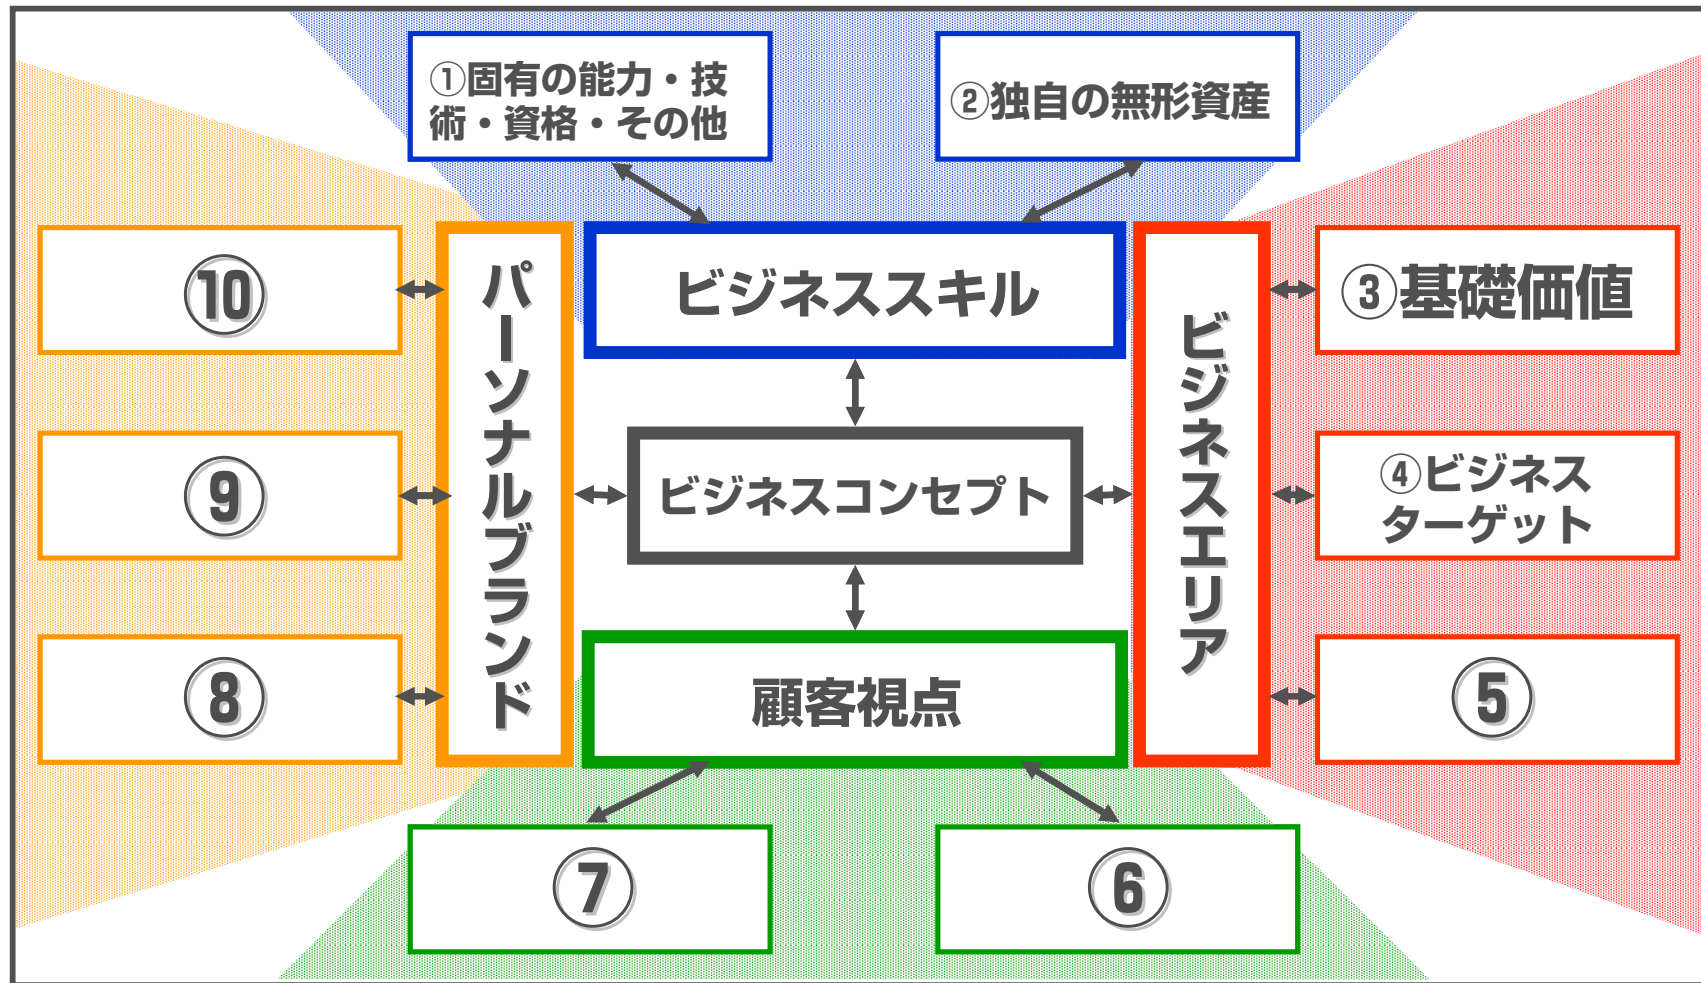 ①固有の能力・技
術・資格・その他
②独自の無形資産
⑩
パーソナルブランド
ビジネススキル
ビジネスエリア
③基礎価値
⑨
ビジネスコンセプト
④ビジネス
ターゲット
⑧
顧客視点
⑤
⑦
⑥